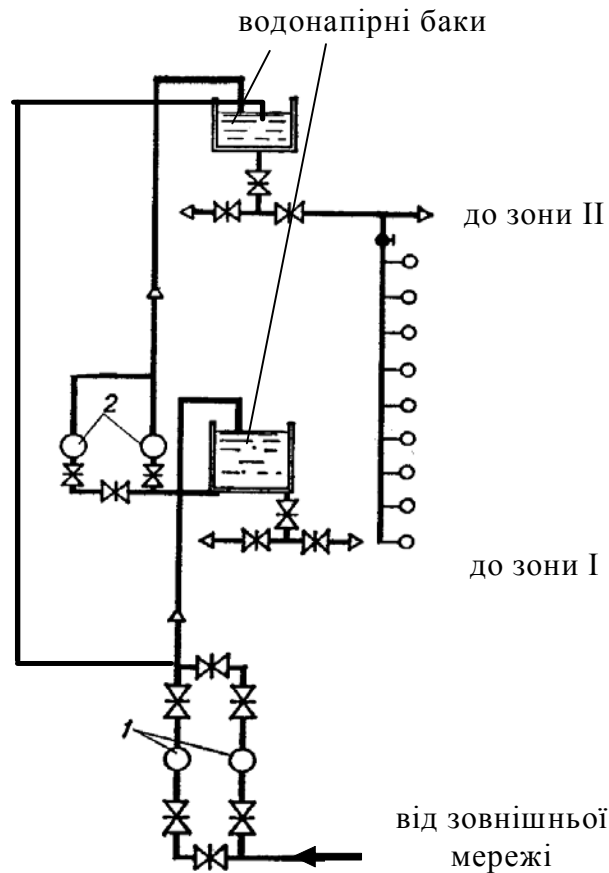 водонапірні баки
до зони II
2
до зони I
1
від зовнішньої
мережі